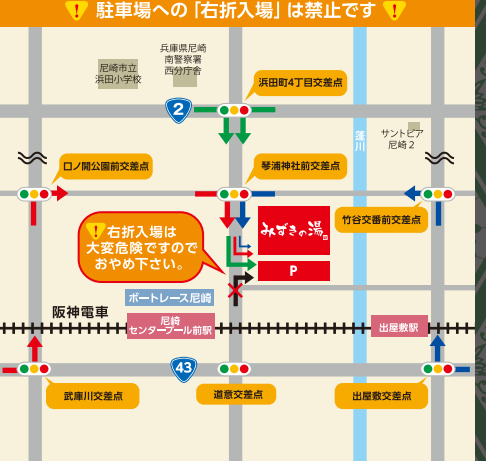 駐車場への「右折入場」は禁止です
兵庫県尼崎
南警察署
西分庁舎
尼崎市立
浜田小学校
浜田町4丁目交差点
2
蓬川
サントピア
尼崎2
口ノ開公園前交差点
琴浦神社前交差点
竹谷交番前交差点
右折入場は
大変危険ですので
おやめ下さい。
みずきの湯
P
ボートレース尼崎
阪神電車
尼崎
センタープール前駅
出屋敷駅
43
武庫川交差点
道意交差点
出屋敷交差点